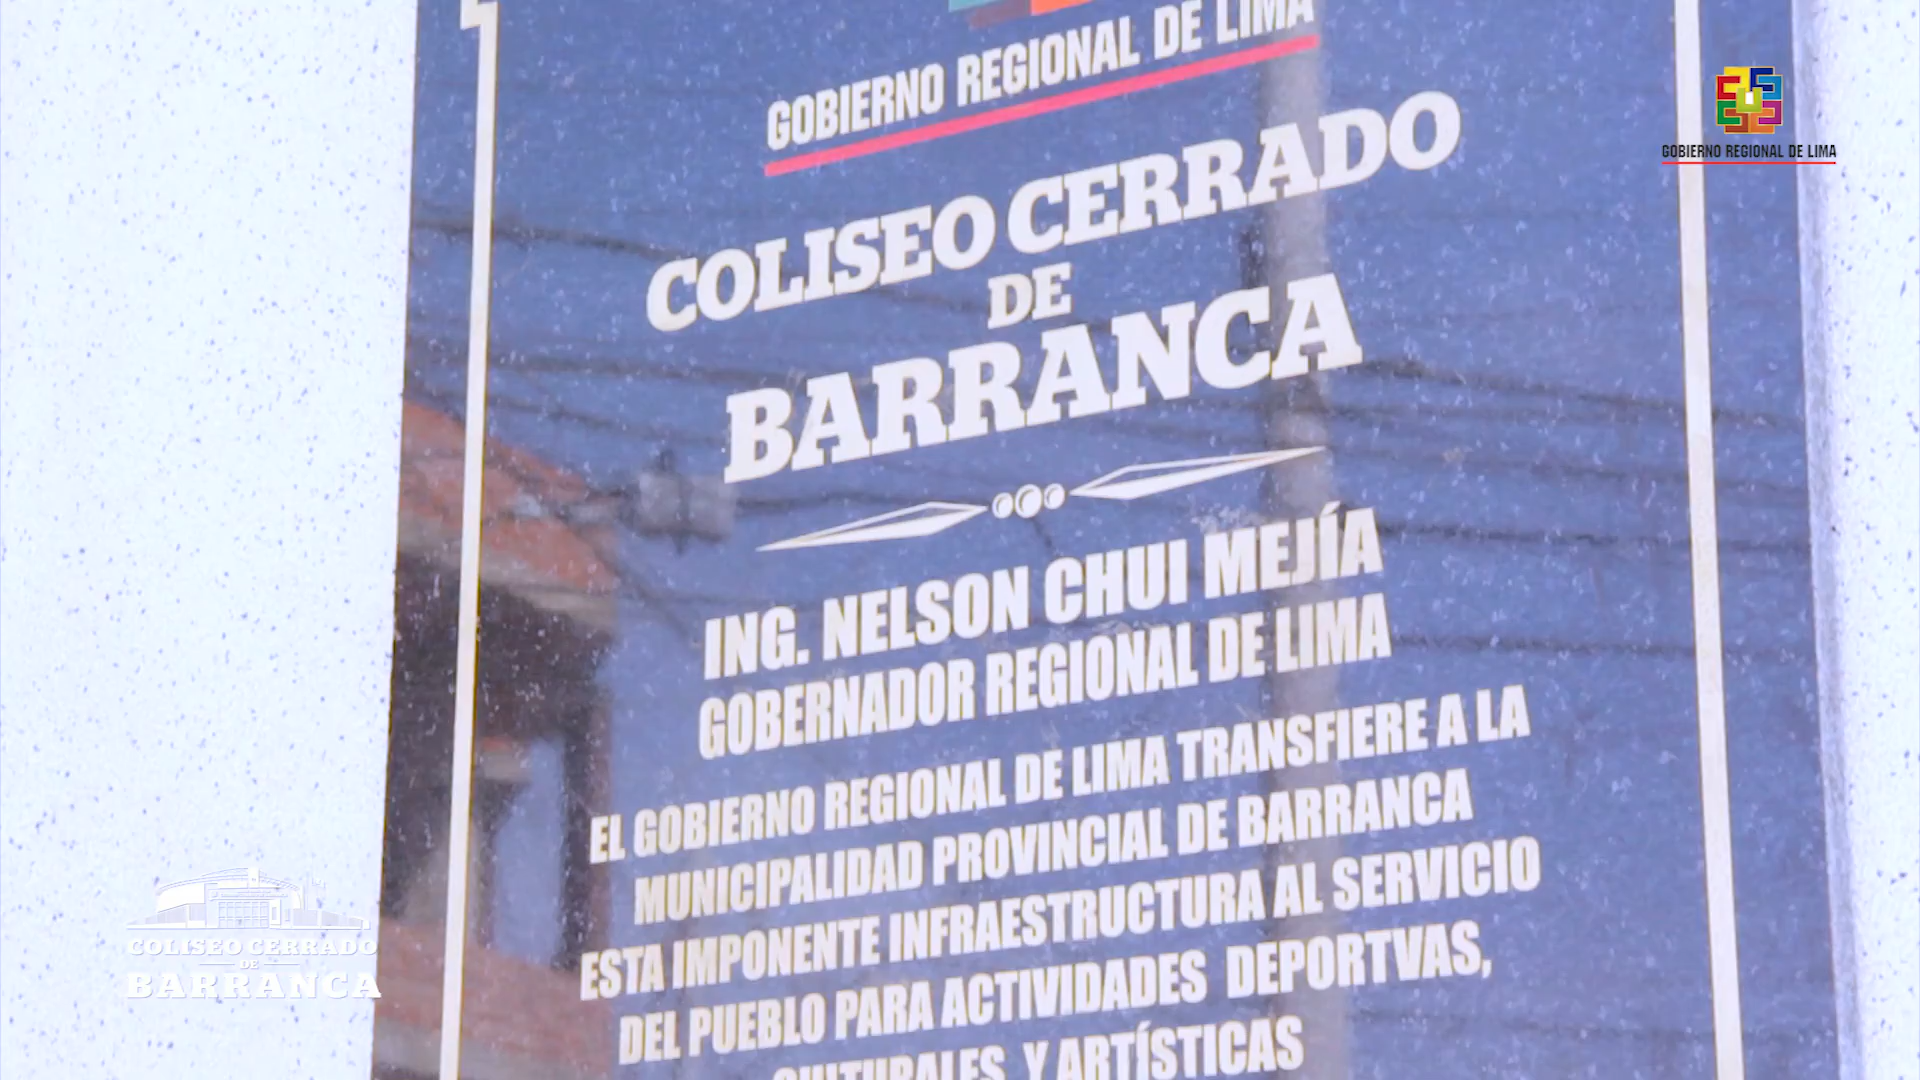 GOBIERNO REGIONAL DE LIMA
COLISEO CERRADO
DE
BARRANCA
ING. NELSON CHUI MEJÍA
GOBERNADOR REGIONAL DE LIMA
EL GOBIERNO REGIONAL DE LIMA TRANSFIERE A LA
MUNICIPALIDAD PROVINCIAL DE BARRANCA
ESTA IMPONENTE INFRAESTRUCTURA AL SERVICIO
DEL PUEBLO PARA ACTIVIDADES DEPORTVAS,
CULTURALES Y ARTÍSTICAS
GOBIERNO REGIONAL DE LIMA
COLISEO CERRADO
DE
BARRANCA